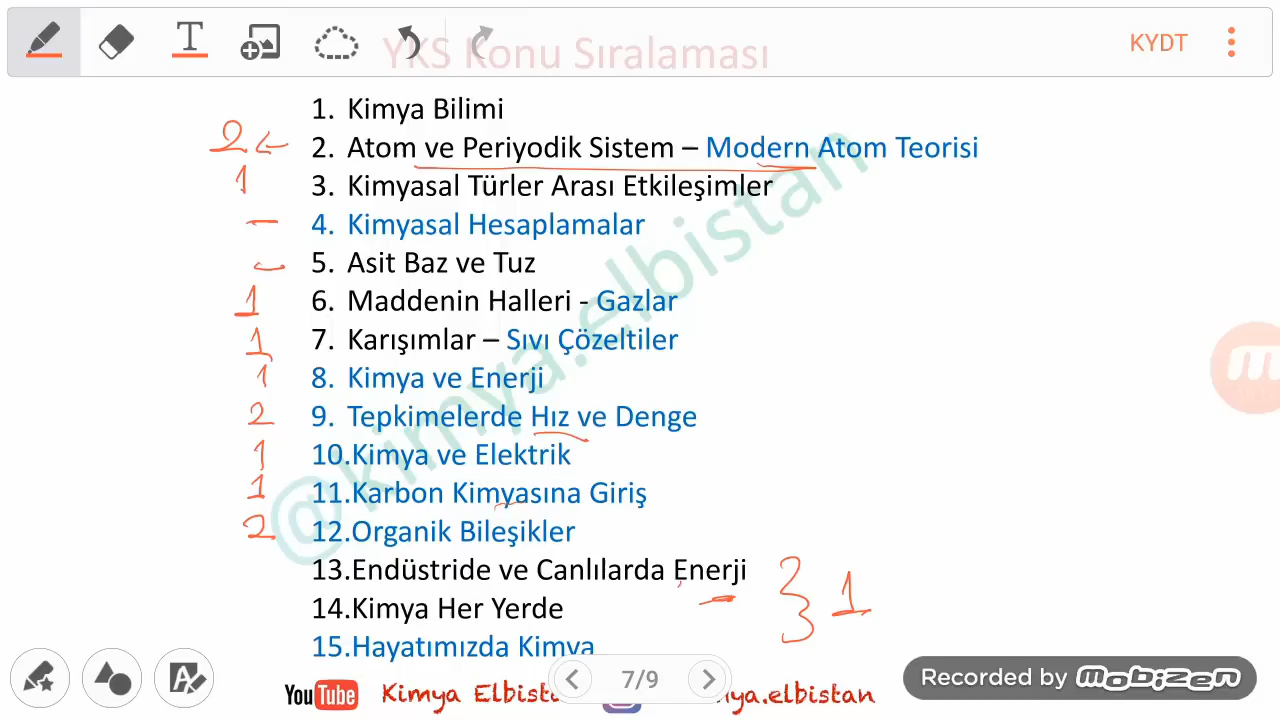 T
KYDT
YKS Konu Sıralaması
1. Kimya Bilimi
2 2. Atom ve Periyodik Sistem – Modern Atom Teorisi
1 3. Kimyasal Türler Arası Etkileşimler
- 4. Kimyasal Hesaplamalar
- 5. Asit Baz ve Tuz
1 6. Maddenin Halleri - Gazlar
1 7. Karışımlar – Sıvı Çözeltiler
1 8. Kimya ve Enerji
2 9. Tepkimelerde Hız ve Denge
1 10.Kimya ve Elektrik
1 11.Karbon Kimyasına Giriş
2 12.Organik Bileşikler
13.Endüstride ve Canlılarda Enerji
14.Kimya Her Yerde
1
15.Hayatımızda Kimya
@kimya.elbistan
7/9
Recorded by mobizen
YouTube Kimya Elbist
ya.elbistan